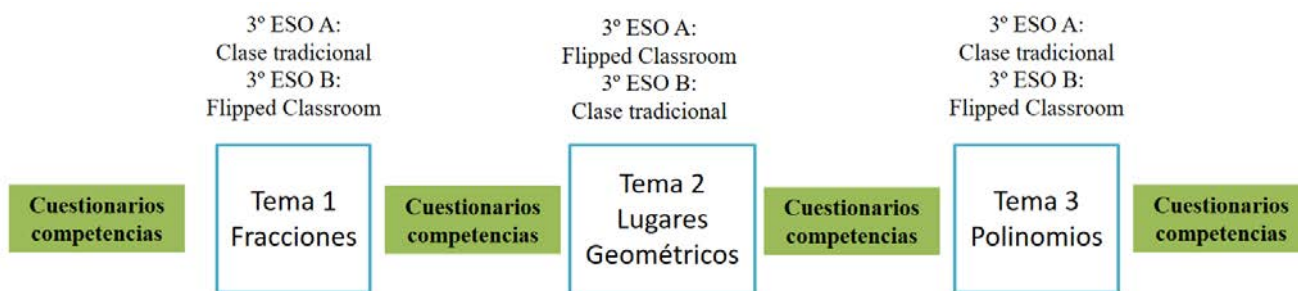 3º ESO A:
Clase tradicional
3º ESO B:
Flipped Classroom
3º ESO A:
Flipped Classroom
3º ESO B:
Clase tradicional
3º ESO A:
Clase tradicional
3º ESO B:
Flipped Classroom
Cuestionarios
competencias
Tema 1
Fracciones
Cuestionarios
competencias
Tema 2
Lugares
Geométricos
Cuestionarios
competencias
Tema 3
Polinomios
Cuestionarios
competencias